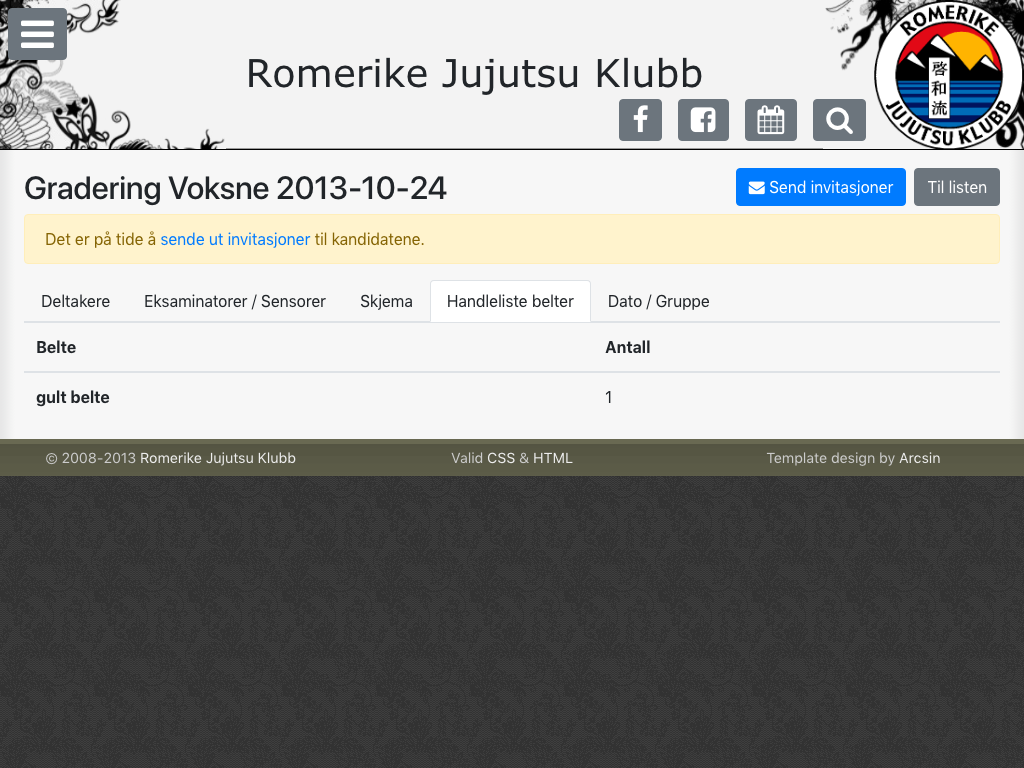 Romerike Jujutsu Klubb
ROMERIKE
啓和流
JUJUTSU KLUBB
Gradering Voksne 2013-10-24
Send invitasjoner
Til listen
Det er på tide å sende ut invitasjoner til kandidatene.
Deltakere Eksaminatorer / Sensorer Skjema Handleliste belter Dato / Gruppe
Belte Antall
gult belte 1
© 2008-2013 Romerike Jujutsu Klubb Valid CSS & HTML Template design by Arcsin